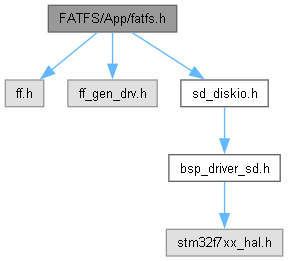 FATFS/App/fatfs.h
ff.h
ff_gen_drv.h
sd_diskio.h
bsp_driver_sd.h
stm32f7xx_hal.h